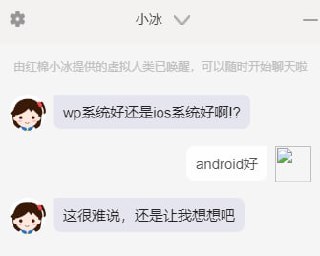 小冰
由红棉小冰提供的虚拟人类已唤醒，可以随时开始聊天啦
wp系统好还是ios系统好啊!?
android好
这很难说，还是让我想想吧